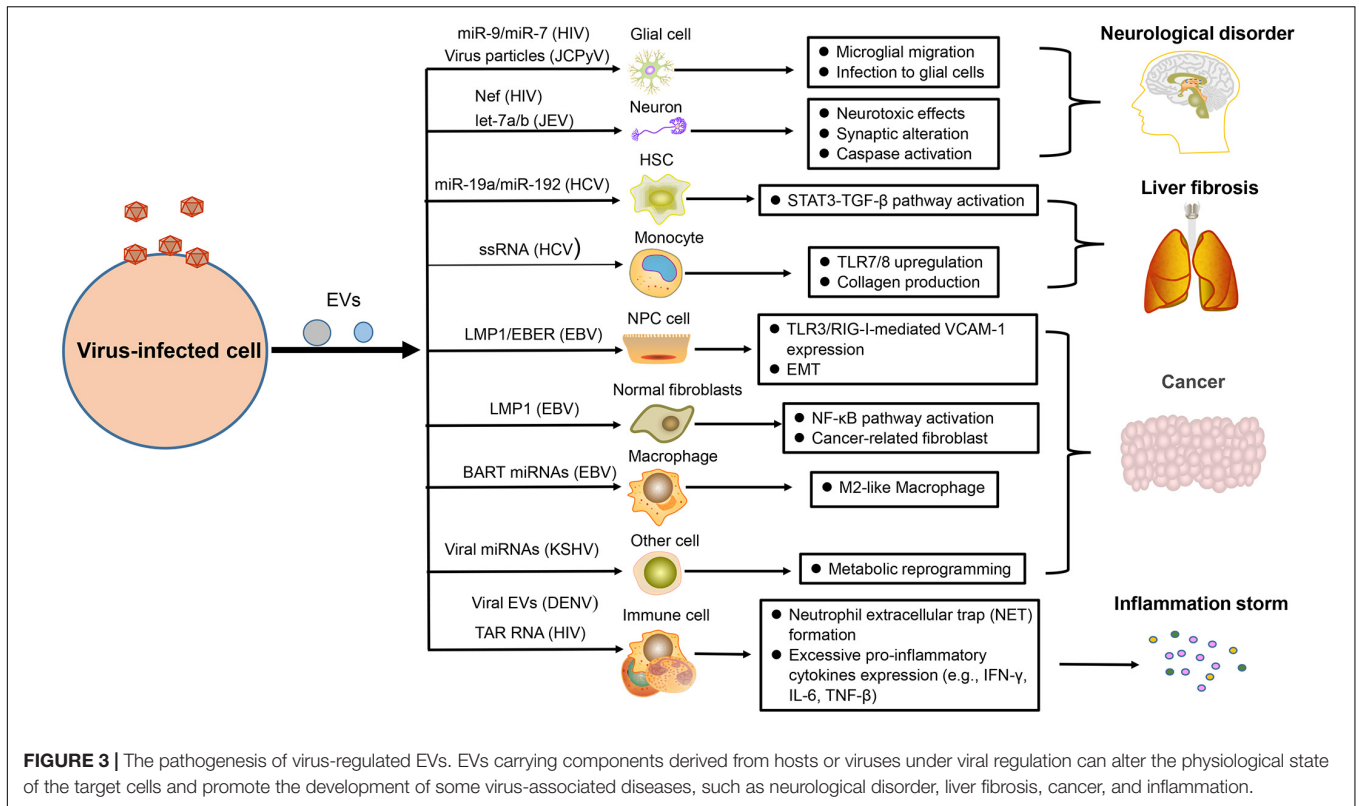 miR-9/miR-7 (HIV)
Virus particles (JCPyV)
Glial cell
● Microglial migration
● Infection to glial cells
Neurological disorder
Nef (HIV)
let-7a/b (JEV)
Neuron
● Neurotoxic effects
● Synaptic alteration
● Caspase activation
miR-19a/miR-192 (HCV)
HSC
● STAT3-TGF-β pathway activation
Liver fibrosis
ssRNA (HCV)
Monocyte
● TLR7/8 upregulation
● Collagen production
Virus-infected cell
EVs
LMP1/EBER (EBV)
NPC cell
● TLR3/RIG-I-mediated VCAM-1
expression
● EMT
Cancer
LMP1 (EBV)
Normal fibroblasts
● NF-κB pathway activation
● Cancer-related fibroblast
BART miRNAs (EBV)
Macrophage
● M2-like Macrophage
Viral miRNAs (KSHV)
Other cell
● Metabolic reprogramming
Viral EVs (DENV)
TAR RNA (HIV)
Immune cell
● Neutrophil extracellular trap (NET)
formation
● Excessive pro-inflammatory
cytokines expression (e.g., IFN-γ,
IL-6, TNF-β)
Inflammation storm
FIGURE 3 | The pathogenesis of virus-regulated EVs. EVs carrying components derived from hosts or viruses under viral regulation can alter the physiological state
of the target cells and promote the development of some virus-associated diseases, such as neurological disorder, liver fibrosis, cancer, and inflammation.